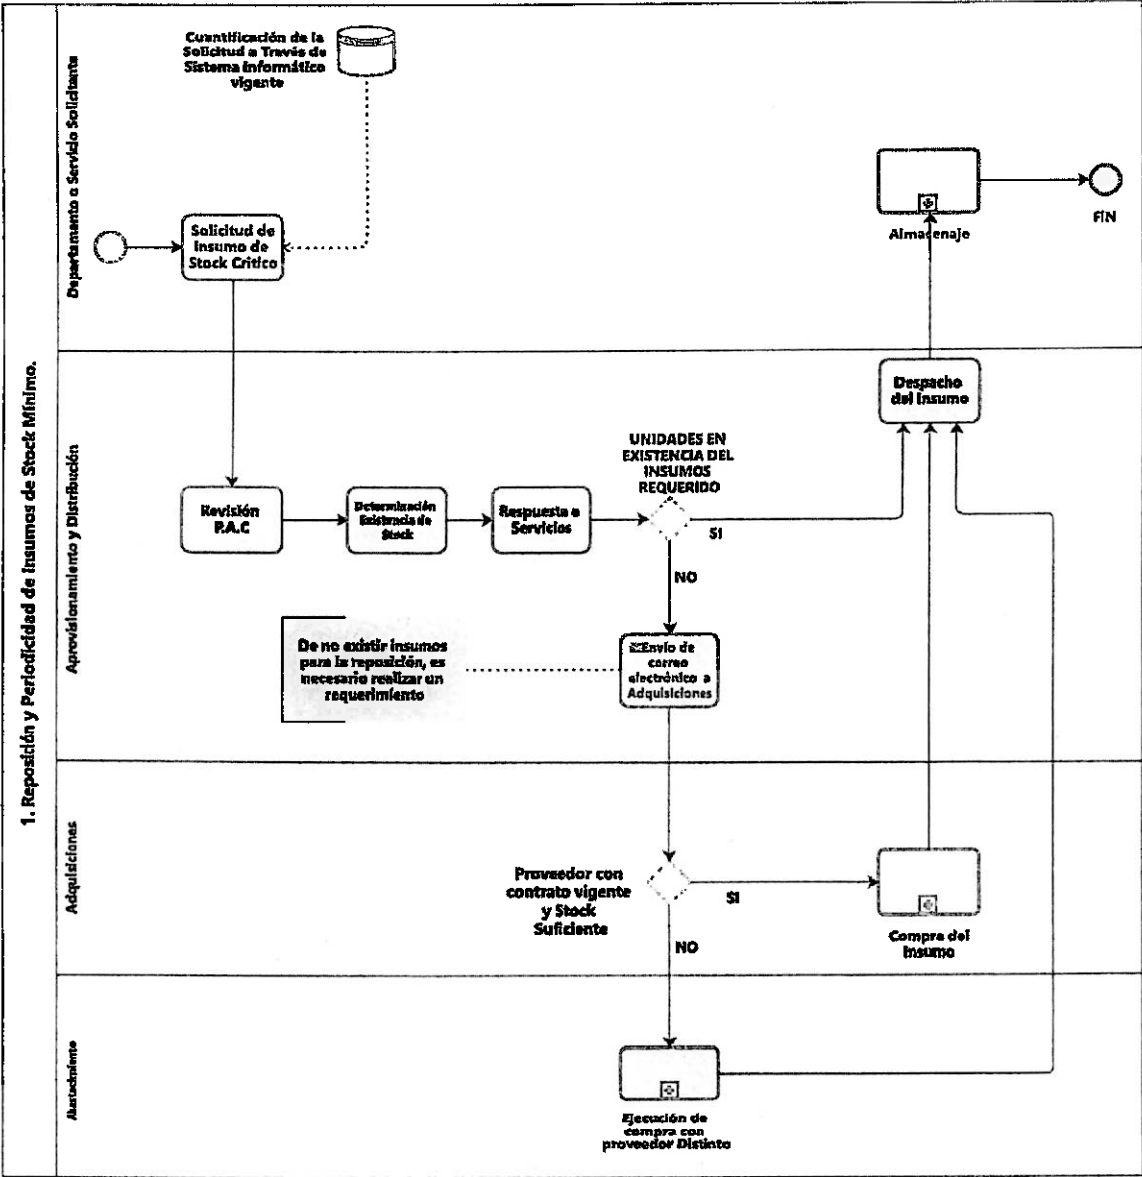 1. Reposición y Periodicidad de Insumos de Stock Mínimo.
Departamento o Servicio Solicitante
Cuantificación de la
Solicitud a Través de
Sistema Informático
vigente
Solicitud de
Insumo de
Stock Critico
Almacenaje
FIN
Aprovisionamiento y Distribución
Despacho
del Insumo
UNIDADES EN
EXISTENCIA DEL
INSUMOS
REQUERIDO
Revisión
P.A.C
Determinación
Existencia de
Stock
Respuesta a
Servicios
SI
NO
De no existir insumos
para la reposición, es
necesario realizar un
requerimiento
Envío de
correo
electrónico a
Adquisiciones
Adquisiciones
Proveedor con
contrato vigente
y Stock
Suficiente
SI
NO
Compra del
Insumo
Abastecimiento
Ejecución de
compra con
proveedor Distinto